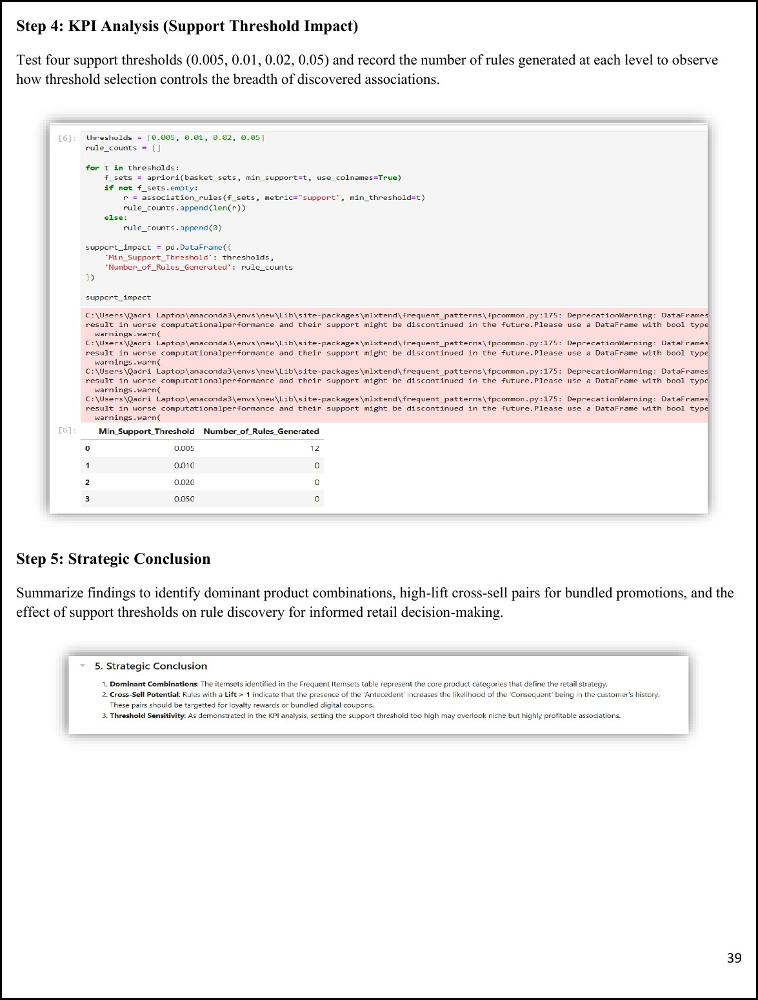 Step 4: KPI Analysis (Support Threshold Impact)
Test four support thresholds (0.005, 0.01, 0.02, 0.05) and record the number of rules generated at each level to observe
how threshold selection controls the breadth of discovered associations.
[6]: thresholds = [0.005, 0.01, 0.02, 0.05]
rule_counts = []
for t in thresholds:
    f_sets = apriori(basket_sets, min_support=t, use_colnames=True)
    if not f_sets.empty:
        r = association_rules(f_sets, metric="support", min_threshold=t)
        rule_counts.append(len(r))
    else:
        rule_counts.append(0)
support_impact = pd.DataFrame({
    'Min_Support_Threshold': thresholds,
    'Number_of_Rules_Generated': rule_counts
})
support_impact
C:\Users\Qadri Laptop\anaconda3\envs\new\Lib\site-packages\mlxtend\frequent_patterns\fpcommon.py:175: DeprecationWarning: DataFrames
result in worse computationalperformance and their support might be discontinued in the future.Please use a DataFrame with bool type
  warnings.warn(
C:\Users\Qadri Laptop\anaconda3\envs\new\Lib\site-packages\mlxtend\frequent_patterns\fpcommon.py:175: DeprecationWarning: DataFrames
result in worse computationalperformance and their support might be discontinued in the future.Please use a DataFrame with bool type
  warnings.warn(
C:\Users\Qadri Laptop\anaconda3\envs\new\Lib\site-packages\mlxtend\frequent_patterns\fpcommon.py:175: DeprecationWarning: DataFrames
result in worse computationalperformance and their support might be discontinued in the future.Please use a DataFrame with bool type
  warnings.warn(
C:\Users\Qadri Laptop\anaconda3\envs\new\Lib\site-packages\mlxtend\frequent_patterns\fpcommon.py:175: DeprecationWarning: DataFrames
result in worse computationalperformance and their support might be discontinued in the future.Please use a DataFrame with bool type
  warnings.warn(
[6]: Min_Support_Threshold Number_of_Rules_Generated
0 0.005 12
1 0.010 0
2 0.020 0
3 0.050 0
Step 5: Strategic Conclusion
Summarize findings to identify dominant product combinations, high-lift cross-sell pairs for bundled promotions, and the
effect of support thresholds on rule discovery for informed retail decision-making.
5. Strategic Conclusion
1. Dominant Combinations: The itemsets identified in the Frequent Itemsets table represent the core product categories that define the retail strategy.
2. Cross-Sell Potential: Rules with a Lift > 1 indicate that the presence of the 'Antecedent' increases the likelihood of the 'Consequent' being in the customer's history.
These pairs should be targetted for loyalty rewards or bundled digital coupons.
3. Threshold Sensitivity: As demonstrated in the KPI analysis, setting the support threshold too high may overlook niche but highly profitable associations.
39